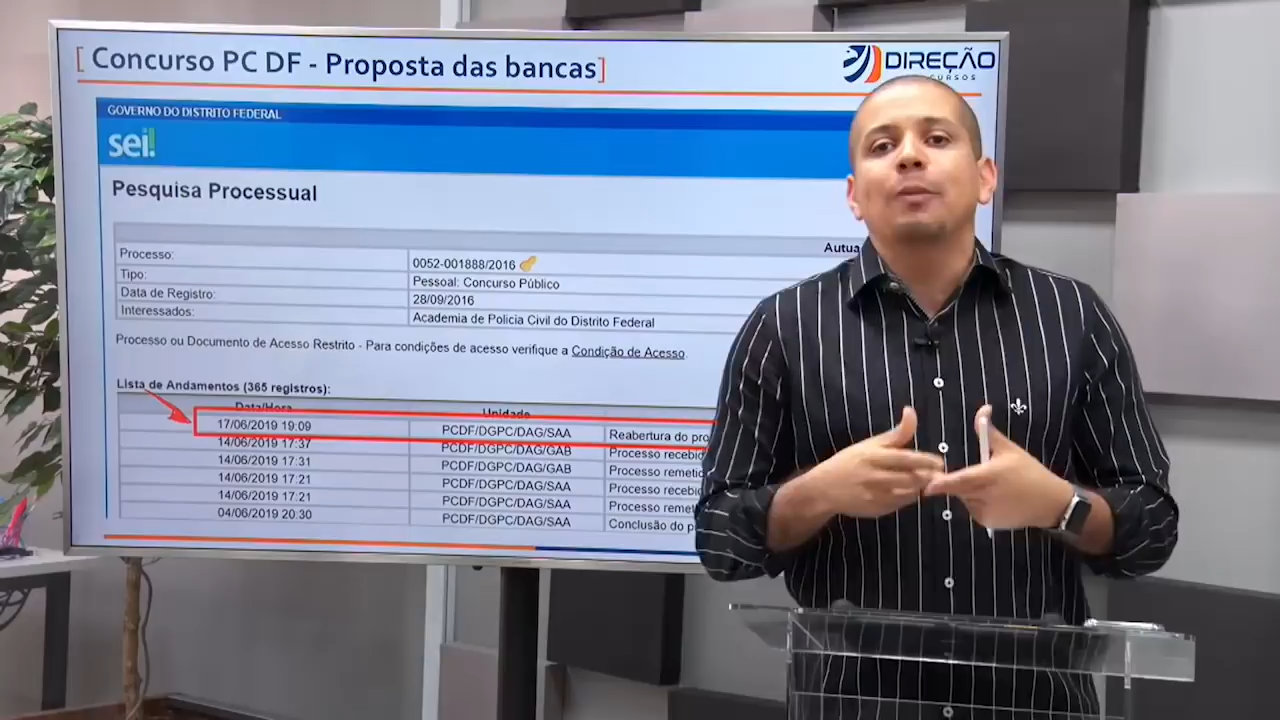 [ Concurso PC DF - Proposta das bancas]
DIREÇÃO
CURSOS
GOVERNO DO DISTRITO FEDERAL
sei!
Pesquisa Processual
Autua
Processo: 0052-001888/2016
Tipo: Pessoal: Concurso Público
Data de Registro: 28/09/2016
Interessados: Academia de Policia Civil do Distrito Federal
Processo ou Documento de Acesso Restrito - Para condições de acesso verifique a Condição de Acesso.
Lista de Andamentos (365 registros):
Data/Hora Unidade
17/06/2019 19:09 PCDF/DGPC/DAG/SAA Reabertura do pro
14/06/2019 17:37 PCDF/DGPC/DAG/GAB Processo recebid
14/06/2019 17:31 PCDF/DGPC/DAG/GAB Processo remetic
14/06/2019 17:21 PCDF/DGPC/DAG/SAA Processo recebid
14/06/2019 17:21 PCDF/DGPC/DAG/SAA Processo remet
04/06/2019 20:30 PCDF/DGPC/DAG/SAA Conclusão do p